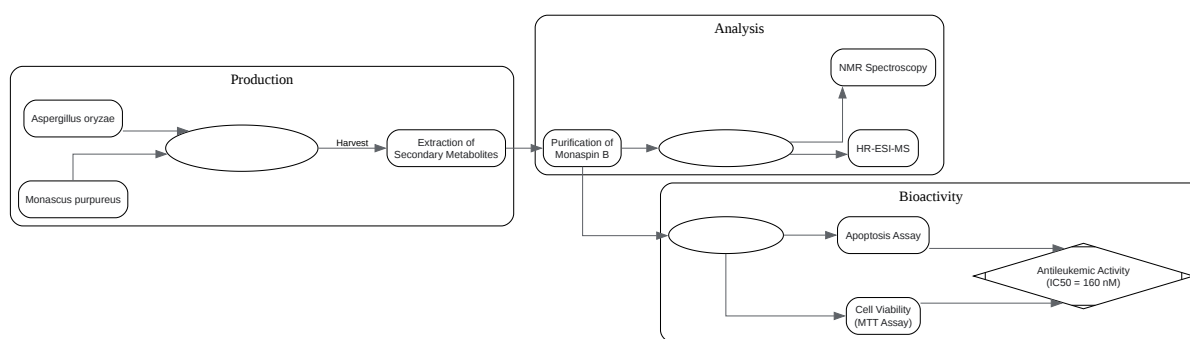 Production
Aspergillus oryzae
Monascus purpureus
Harvest
Extraction of
Secondary Metabolites
Analysis
Purification of
Monaspin B
NMR Spectroscopy
HR-ESI-MS
Bioactivity
Apoptosis Assay
Cell Viability
(MTT Assay)
Antileukemic Activity
(IC50 = 160 nM)